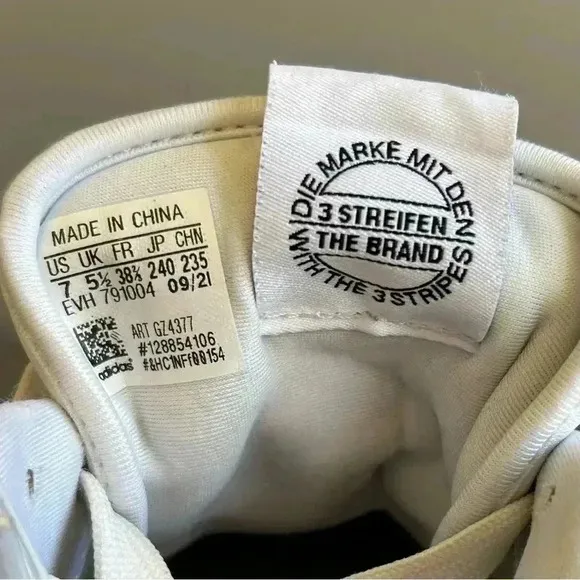 MADE IN CHINA
US UK FR JP CHN
7 5½ 38⅔ 240 235
EVH 791004 09/21
ART GZ4377
#128854106
#&HC1NFf00154
adidas
DIE MARKE MIT DEN
3 STREIFEN
THE BRAND
WITH THE 3 STRIPES